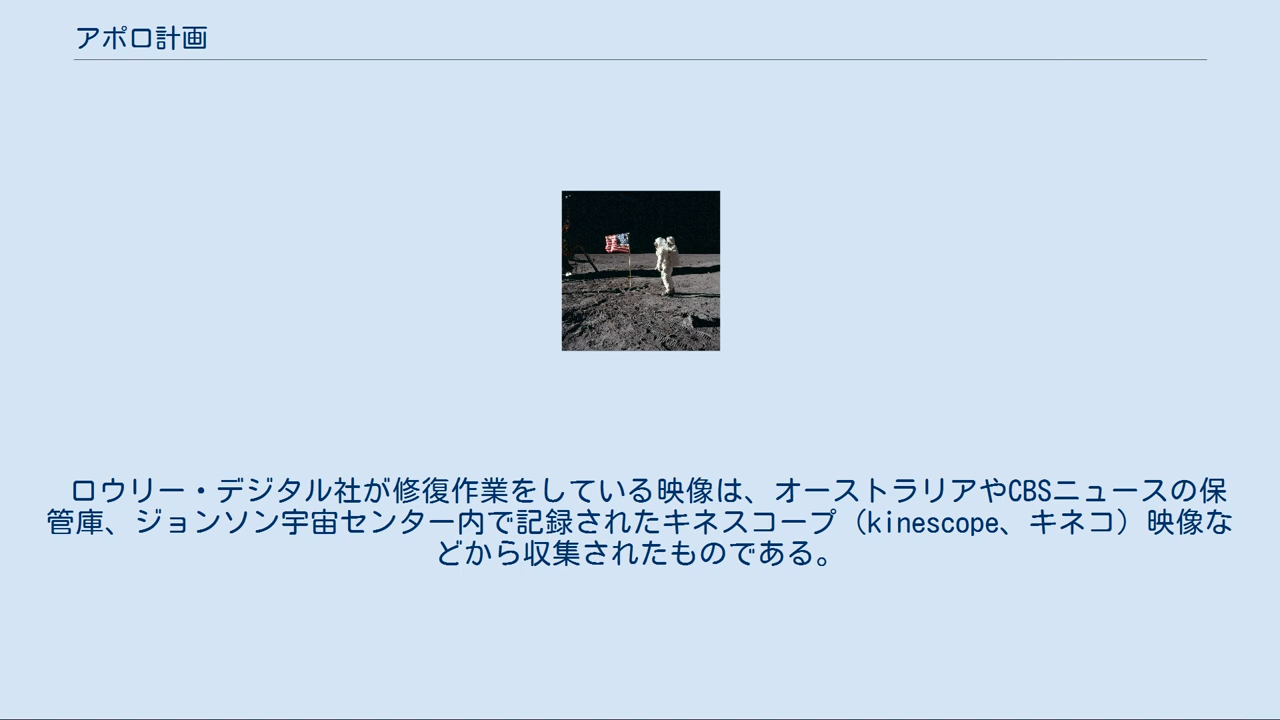 アポロ計画
ロウリー・デジタル社が修復作業をしている映像は、オーストラリアやCBSニュースの保
管庫、ジョンソン宇宙センター内で記録されたキネスコープ（kinescope、キネコ）映像な
どから収集されたものである。